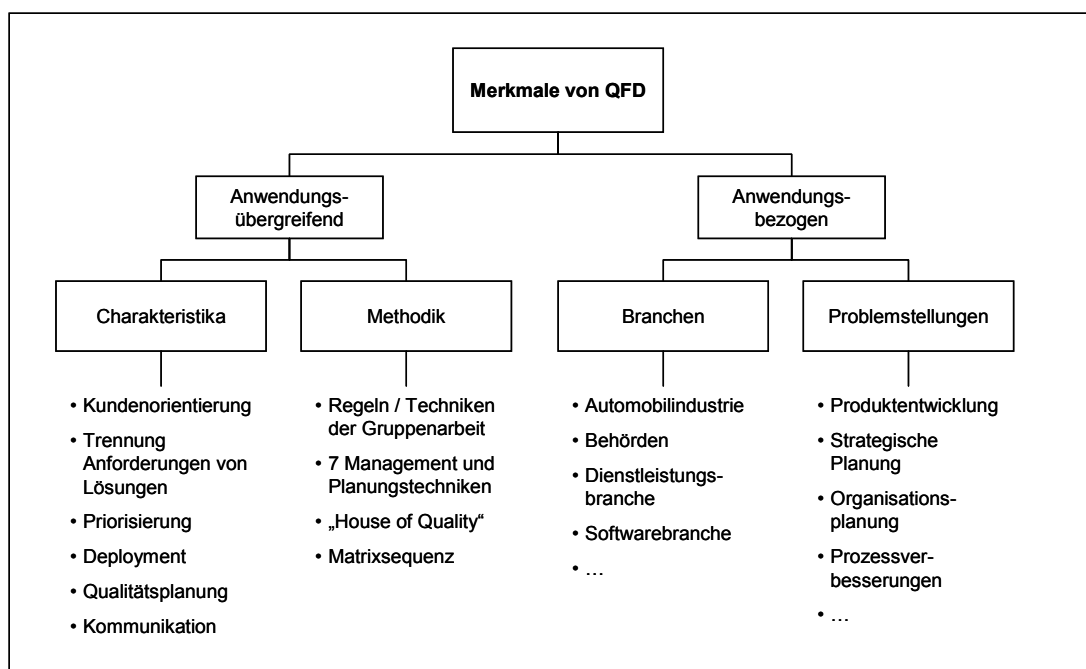 Merkmale von QFD
Anwendungs-
übergreifend
Anwendungs-
bezogen
Charakteristika
Methodik
Branchen
Problemstellungen
• Kundenorientierung
• Trennung
Anforderungen von
Lösungen
• Priorisierung
• Deployment
• Qualitätsplanung
• Kommunikation
• Regeln / Techniken
der Gruppenarbeit
• 7 Management und
Planungstechniken
• „House of Quality“
• Matrixsequenz
• Automobilindustrie
• Behörden
• Dienstleistungs-
branche
• Softwarebranche
• …
• Produktentwicklung
• Strategische
Planung
• Organisations-
planung
• Prozessver-
besserungen
• …